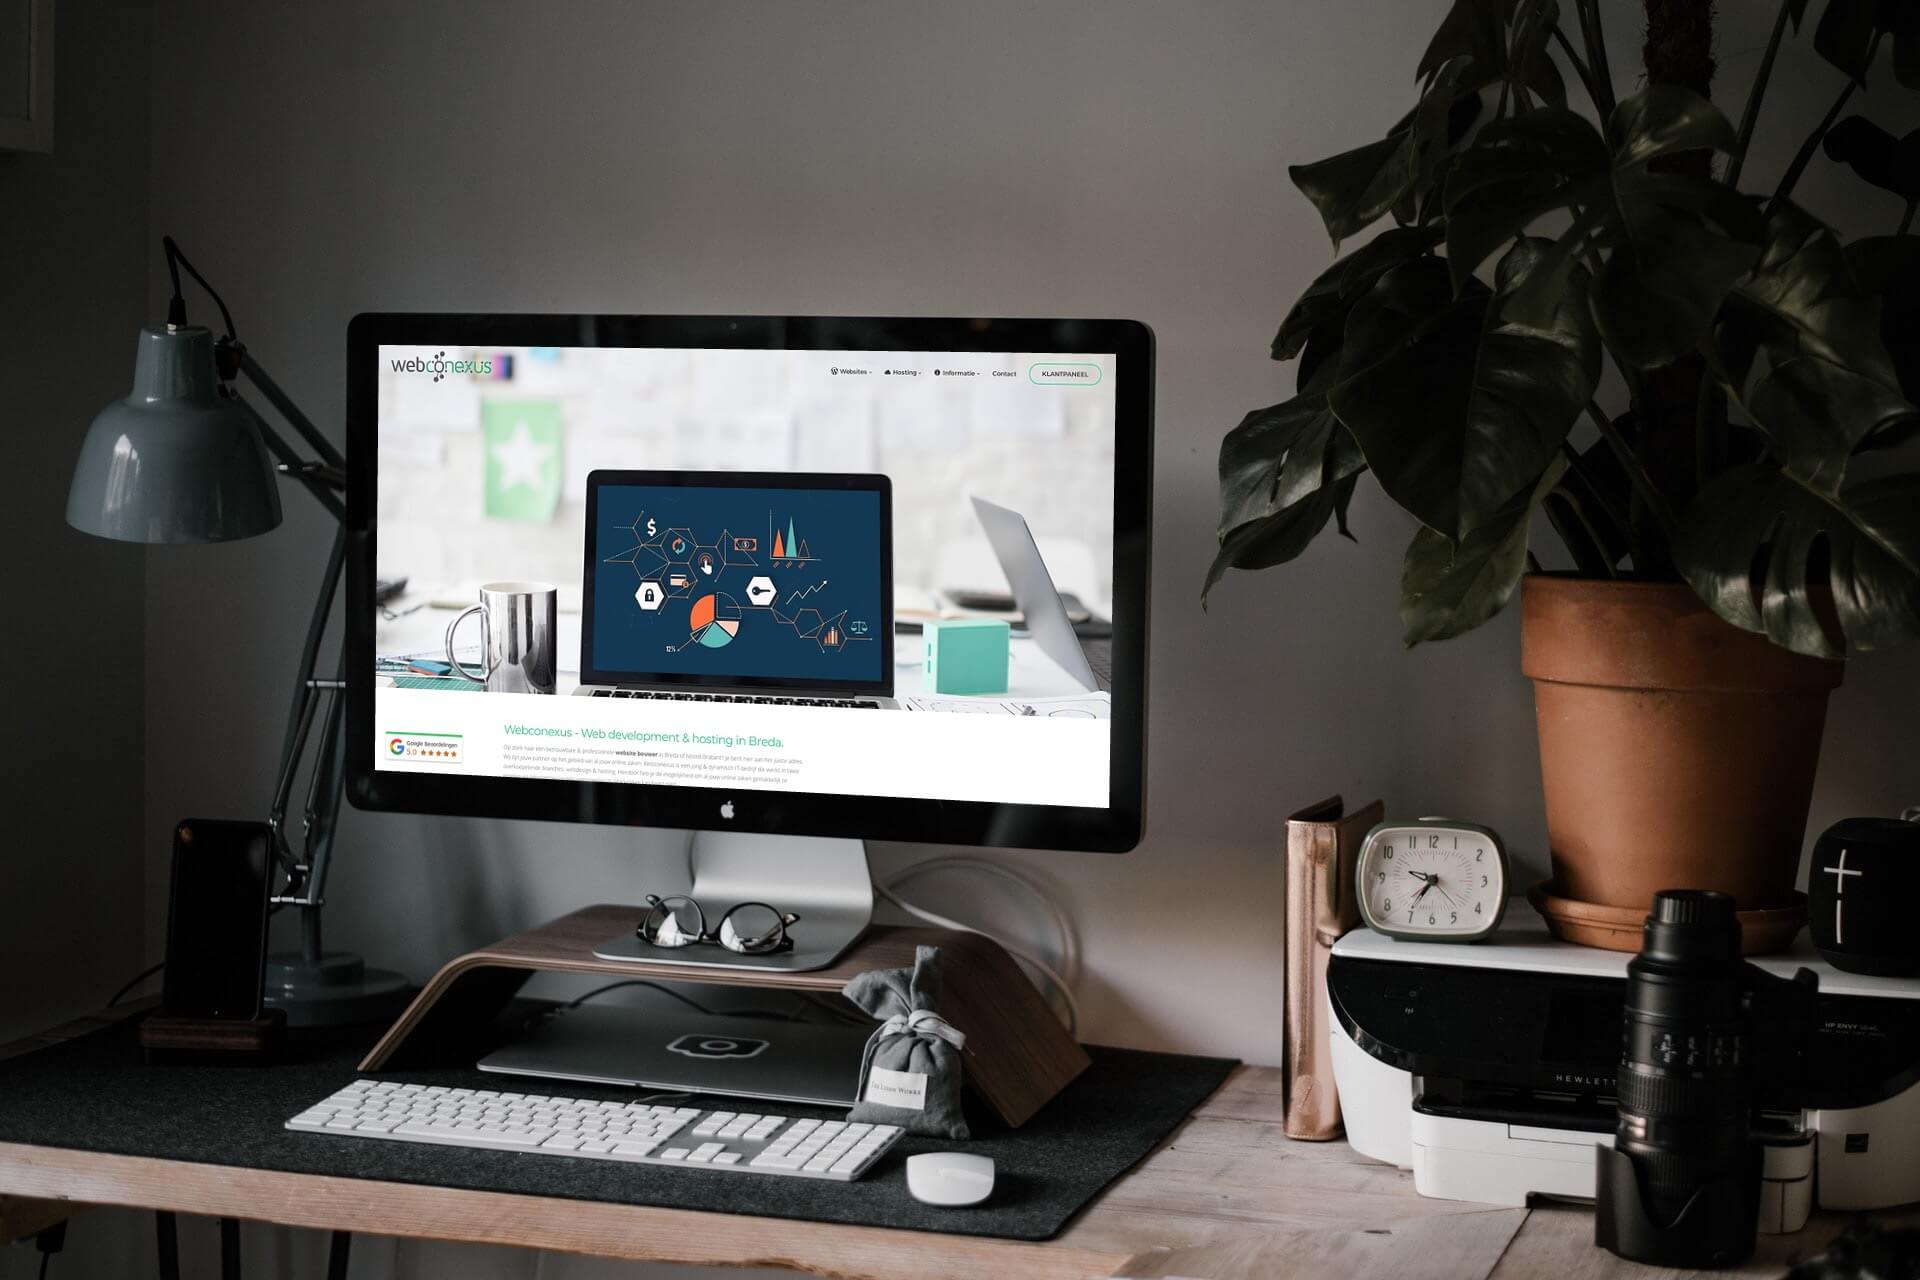 webconexus
Websites
Hosting
Informatie
Contact
KLANTPANEEL
$
$
12%
Google Beoordelingen
5.0
Webconexus - Web development & hosting in Breda.
Op zoek naar een betrouwbare & professionele website bouwer in Breda of Noord-Brabant? Je bent hier aan het juiste adres.
Wij zijn jouw partner op het gebied van al jouw online zaken. Webconexus is een jong & dynamisch IT-bedrijf die werkt in twee
overkoepelende branches: webdesign & hosting. Hierdoor heb je de mogelijkheid om al jouw online zaken gemakkelijk te
10 11 12 1 2
9 3
8 7 6 5 4
HP ENVY
HEWLETT